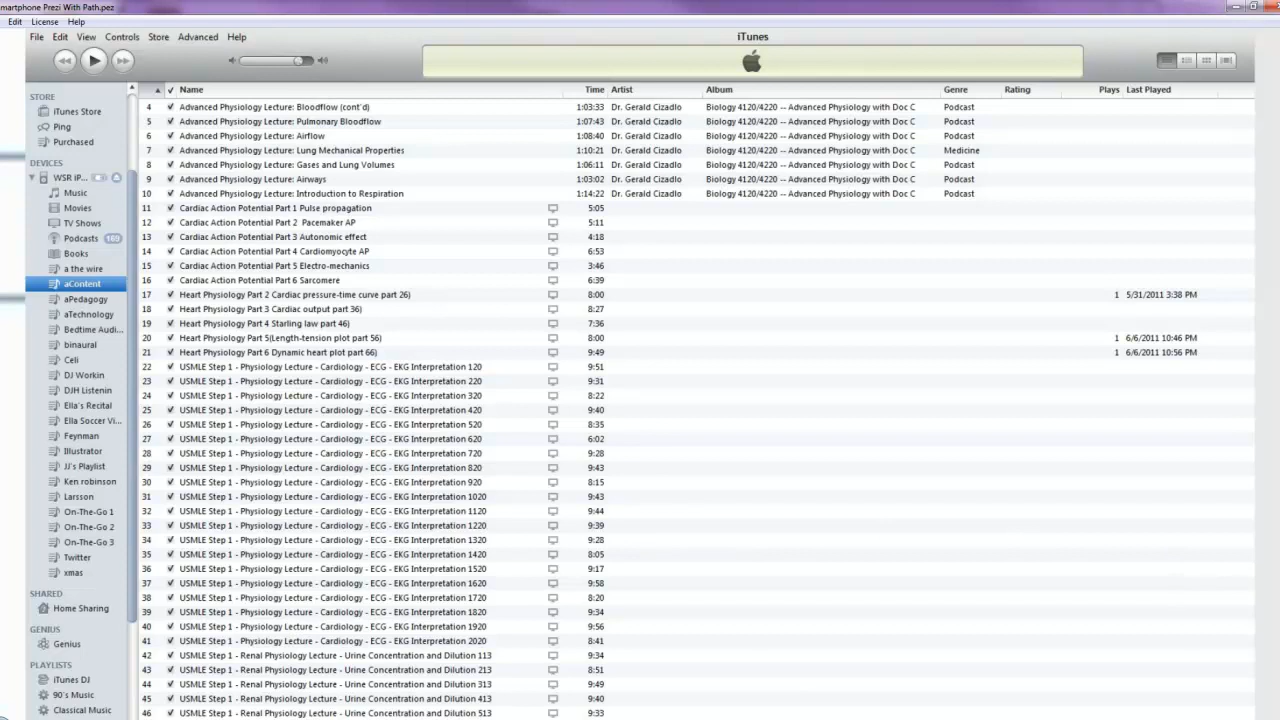 martphone Prezi With Path.pez
Edit License Help
File Edit View Controls Store Advanced Help
iTunes
STORE
iTunes Store
Ping
Purchased
DEVICES
WSR iP...
Music
Movies
TV Shows
Podcasts 169
Books
a the wire
aContent
aPedagogy
aTechnology
Bedtime Audi...
binaural
Celi
DJ Workin
DJH Listenin
Ella's Recital
Ella Soccer Vi...
Feynman
Illustrator
JJ's Playlist
Ken robinson
Larsson
On-The-Go 1
On-The-Go 2
On-The-Go 3
Twitter
xmas
SHARED
Home Sharing
GENIUS
Genius
PLAYLISTS
iTunes DJ
90's Music
Classical Music
Name Time Artist Album Genre Rating Plays Last Played
4 Advanced Physiology Lecture: Bloodflow (cont'd) 1:03:33 Dr. Gerald Cizadlo Biology 4120/4220 -- Advanced Physiology with Doc C Podcast
5 Advanced Physiology Lecture: Pulmonary Bloodflow 1:07:43 Dr. Gerald Cizadlo Biology 4120/4220 -- Advanced Physiology with Doc C Podcast
6 Advanced Physiology Lecture: Airflow 1:08:40 Dr. Gerald Cizadlo Biology 4120/4220 -- Advanced Physiology with Doc C Podcast
7 Advanced Physiology Lecture: Lung Mechanical Properties 1:10:21 Dr. Gerald Cizadlo Biology 4120/4220 -- Advanced Physiology with Doc C Medicine
8 Advanced Physiology Lecture: Gases and Lung Volumes 1:06:11 Dr. Gerald Cizadlo Biology 4120/4220 -- Advanced Physiology with Doc C Podcast
9 Advanced Physiology Lecture: Airways 1:03:02 Dr. Gerald Cizadlo Biology 4120/4220 -- Advanced Physiology with Doc C Podcast
10 Advanced Physiology Lecture: Introduction to Respiration 1:14:22 Dr. Gerald Cizadlo Biology 4120/4220 -- Advanced Physiology with Doc C Podcast
11 Cardiac Action Potential Part 1 Pulse propagation 5:05
12 Cardiac Action Potential Part 2 Pacemaker AP 5:11
13 Cardiac Action Potential Part 3 Autonomic effect 4:18
14 Cardiac Action Potential Part 4 Cardiomyocyte AP 6:53
15 Cardiac Action Potential Part 5 Electro-mechanics 3:46
16 Cardiac Action Potential Part 6 Sarcomere 6:39
17 Heart Physiology Part 2 Cardiac pressure-time curve part 26) 8:00 1 5/31/2011 3:38 PM
18 Heart Physiology Part 3 Cardiac output part 36) 8:27
19 Heart Physiology Part 4 Starling law part 46) 7:36
20 Heart Physiology Part 5(Length-tension plot part 56) 8:00 1 6/6/2011 10:46 PM
21 Heart Physiology Part 6 Dynamic heart plot part 66) 9:49 1 6/6/2011 10:56 PM
22 USMLE Step 1 - Physiology Lecture - Cardiology - ECG - EKG Interpretation 120 9:51
23 USMLE Step 1 - Physiology Lecture - Cardiology - ECG - EKG Interpretation 220 9:31
24 USMLE Step 1 - Physiology Lecture - Cardiology - ECG - EKG Interpretation 320 8:22
25 USMLE Step 1 - Physiology Lecture - Cardiology - ECG - EKG Interpretation 420 9:40
26 USMLE Step 1 - Physiology Lecture - Cardiology - ECG - EKG Interpretation 520 8:35
27 USMLE Step 1 - Physiology Lecture - Cardiology - ECG - EKG Interpretation 620 6:02
28 USMLE Step 1 - Physiology Lecture - Cardiology - ECG - EKG Interpretation 720 9:28
29 USMLE Step 1 - Physiology Lecture - Cardiology - ECG - EKG Interpretation 820 9:43
30 USMLE Step 1 - Physiology Lecture - Cardiology - ECG - EKG Interpretation 920 8:15
31 USMLE Step 1 - Physiology Lecture - Cardiology - ECG - EKG Interpretation 1020 9:43
32 USMLE Step 1 - Physiology Lecture - Cardiology - ECG - EKG Interpretation 1120 9:44
33 USMLE Step 1 - Physiology Lecture - Cardiology - ECG - EKG Interpretation 1220 9:39
34 USMLE Step 1 - Physiology Lecture - Cardiology - ECG - EKG Interpretation 1320 9:28
35 USMLE Step 1 - Physiology Lecture - Cardiology - ECG - EKG Interpretation 1420 8:05
36 USMLE Step 1 - Physiology Lecture - Cardiology - ECG - EKG Interpretation 1520 9:17
37 USMLE Step 1 - Physiology Lecture - Cardiology - ECG - EKG Interpretation 1620 9:58
38 USMLE Step 1 - Physiology Lecture - Cardiology - ECG - EKG Interpretation 1720 8:20
39 USMLE Step 1 - Physiology Lecture - Cardiology - ECG - EKG Interpretation 1820 9:34
40 USMLE Step 1 - Physiology Lecture - Cardiology - ECG - EKG Interpretation 1920 9:56
41 USMLE Step 1 - Physiology Lecture - Cardiology - ECG - EKG Interpretation 2020 8:41
42 USMLE Step 1 - Renal Physiology Lecture - Urine Concentration and Dilution 113 9:34
43 USMLE Step 1 - Renal Physiology Lecture - Urine Concentration and Dilution 213 8:51
44 USMLE Step 1 - Renal Physiology Lecture - Urine Concentration and Dilution 313 9:49
45 USMLE Step 1 - Renal Physiology Lecture - Urine Concentration and Dilution 413 9:40
46 USMLE Step 1 - Renal Physiology Lecture - Urine Concentration and Dilution 513 9:33